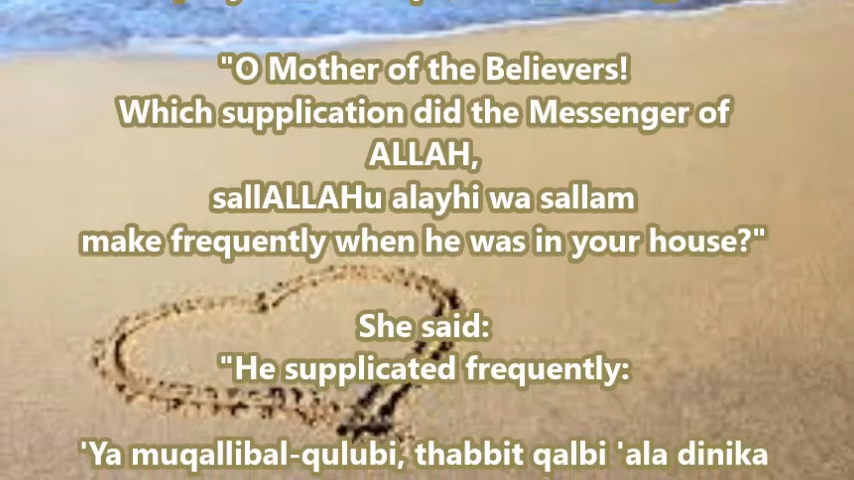 "O Mother of the Believers!
Which supplication did the Messenger of
ALLAH,
sallALLAHu alayhi wa sallam
make frequently when he was in your house?"
She said:
"He supplicated frequently:
'Ya muqallibal-qulubi, thabbit qalbi 'ala dinika